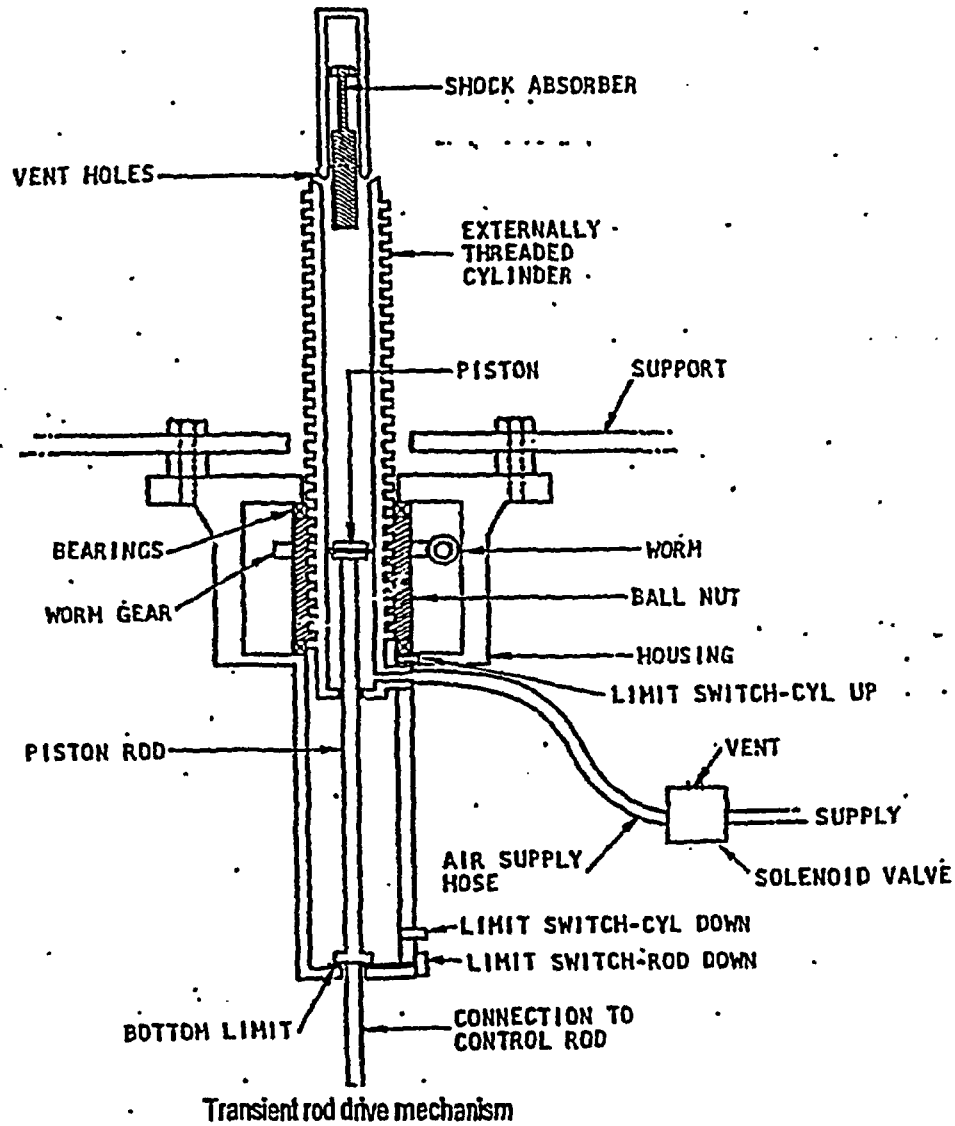 SHOCK ABSORBER
VENT HOLES
EXTERNALLY
THREADED
CYLINDER
PISTON
SUPPORT
BEARINGS
WORM
WORM GEAR
BALL NUT
HOUSING
LIMIT SWITCH-CYL UP
PISTON ROD
VENT
SUPPLY
AIR SUPPLY
HOSE
SOLENOID VALVE
LIMIT SWITCH-CYL DOWN
LIMIT SWITCH-ROD DOWN
BOTTOM LIMIT
CONNECTION TO
CONTROL ROD
Transient rod drive mechanism